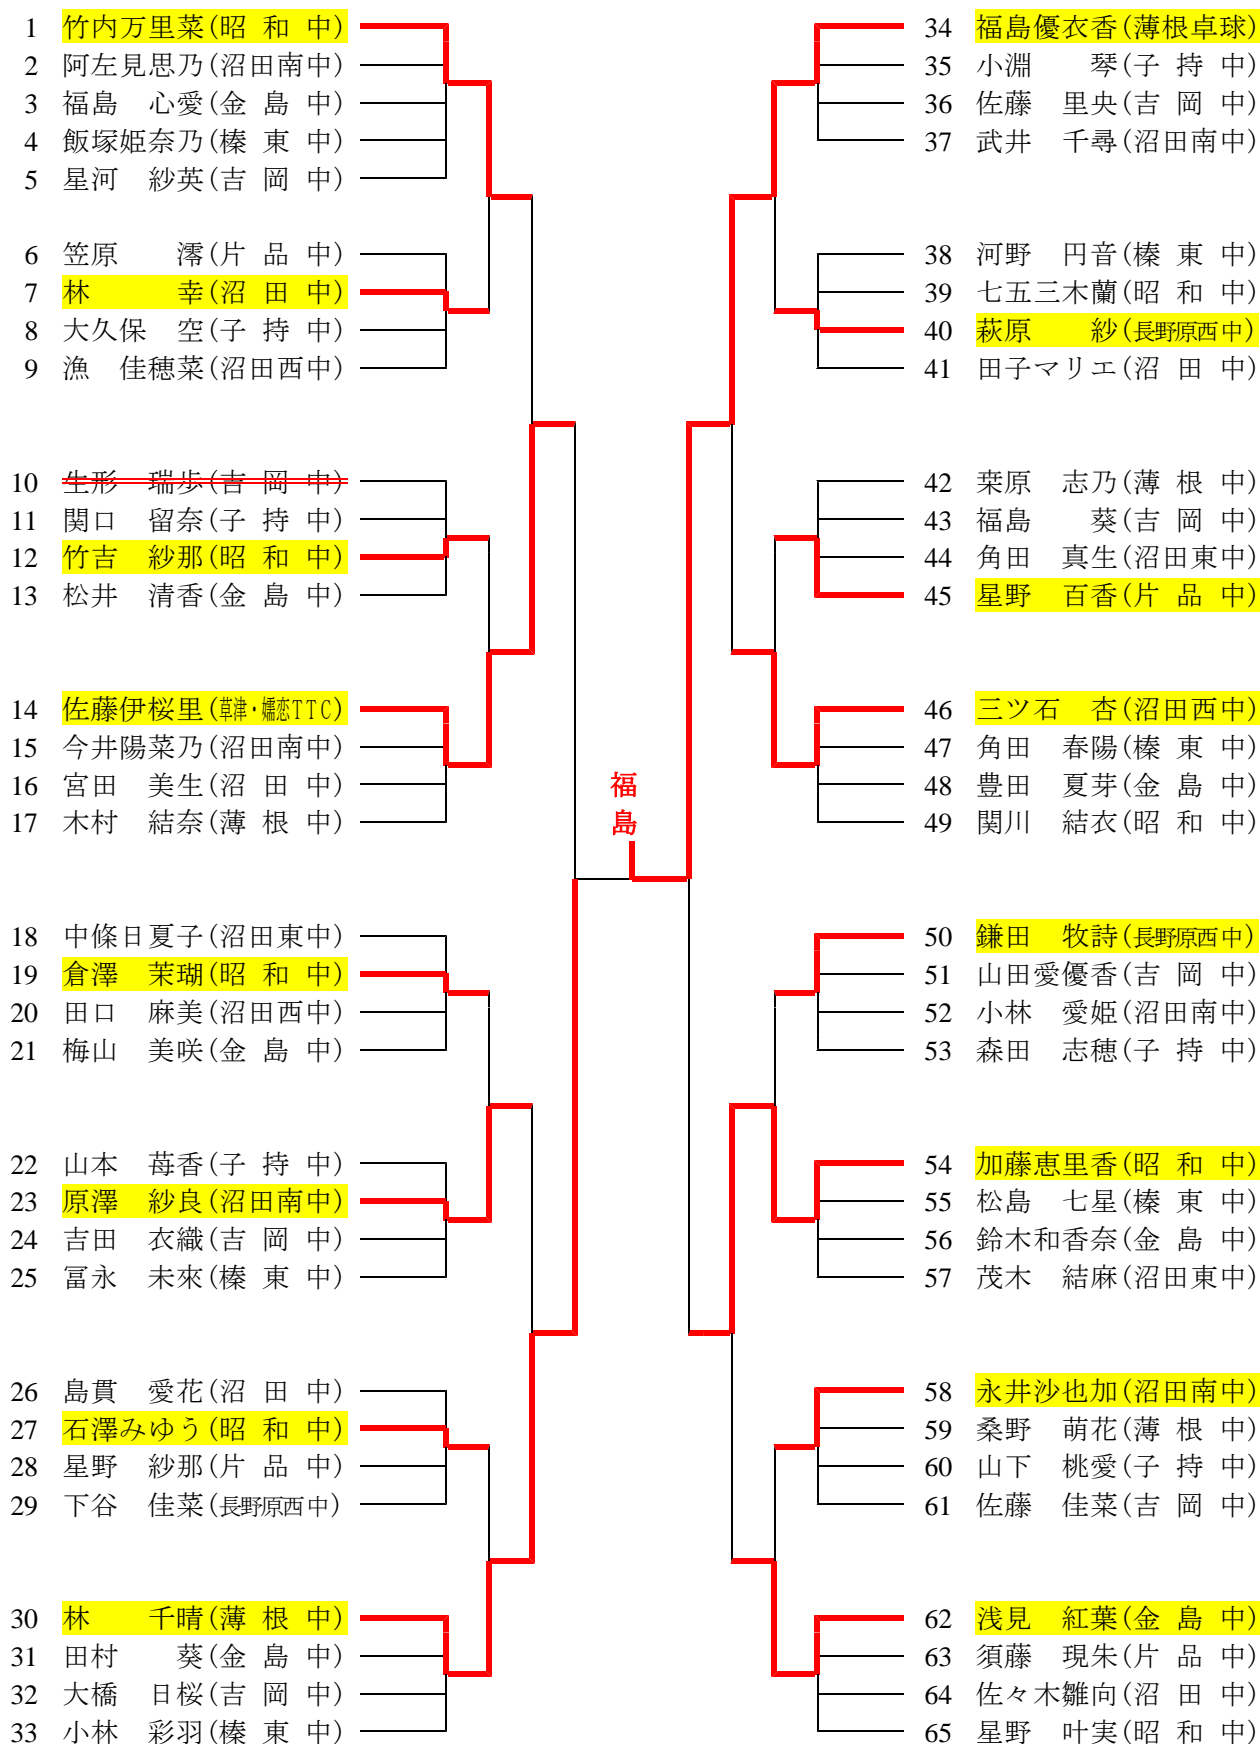 1 竹内万里菜(昭 和 中)
2 阿左見思乃(沼田南中)
3 福島　心愛(金 島 中)
4 飯塚姫奈乃(榛 東 中)
5 星河　紗英(吉 岡 中)
6 笠原　　澪(片 品 中)
7 林　　　幸(沼 田 中)
8 大久保　空(子 持 中)
9 漁　佳穂菜(沼田西中)
10 生形　瑞歩(吉 岡 中)
11 関口　留奈(子 持 中)
12 竹吉　紗那(昭 和 中)
13 松井　清香(金 島 中)
14 佐藤伊桜里(草津・嬬恋TTC)
15 今井陽菜乃(沼田南中)
16 宮田　美生(沼 田 中)
17 木村　結奈(薄 根 中)
18 中條日夏子(沼田東中)
19 倉澤　茉瑚(昭 和 中)
20 田口　麻美(沼田西中)
21 梅山　美咲(金 島 中)
22 山本　苺香(子 持 中)
23 原澤　紗良(沼田南中)
24 吉田　衣織(吉 岡 中)
25 冨永　未來(榛 東 中)
26 島貫　愛花(沼 田 中)
27 石澤みゆう(昭 和 中)
28 星野　紗那(片 品 中)
29 下谷　佳菜(長野原西中)
30 林　　千晴(薄 根 中)
31 田村　　葵(金 島 中)
32 大橋　日桜(吉 岡 中)
33 小林　彩羽(榛 東 中)
福
島
34 福島優衣香(薄根卓球)
35 小淵　　琴(子 持 中)
36 佐藤　里央(吉 岡 中)
37 武井　千尋(沼田南中)
38 河野　円音(榛 東 中)
39 七五三木蘭(昭 和 中)
40 萩原　　紗(長野原西中)
41 田子マリエ(沼 田 中)
42 栞原　志乃(薄 根 中)
43 福島　　葵(吉 岡 中)
44 角田　真生(沼田東中)
45 星野　百香(片 品 中)
46 三ツ石　杏(沼田西中)
47 角田　春陽(榛 東 中)
48 豊田　夏芽(金 島 中)
49 関川　結衣(昭 和 中)
50 鎌田　牧詩(長野原西中)
51 山田愛優香(吉 岡 中)
52 小林　愛姫(沼田南中)
53 森田　志穂(子 持 中)
54 加藤恵里香(昭 和 中)
55 松島　七星(榛 東 中)
56 鈴木和香奈(金 島 中)
57 茂木　結麻(沼田東中)
58 永井沙也加(沼田南中)
59 桑野　萌花(薄 根 中)
60 山下　桃愛(子 持 中)
61 佐藤　佳菜(吉 岡 中)
62 浅見　紅葉(金 島 中)
63 須藤　現朱(片 品 中)
64 佐々木雛向(沼 田 中)
65 星野　叶実(昭 和 中)